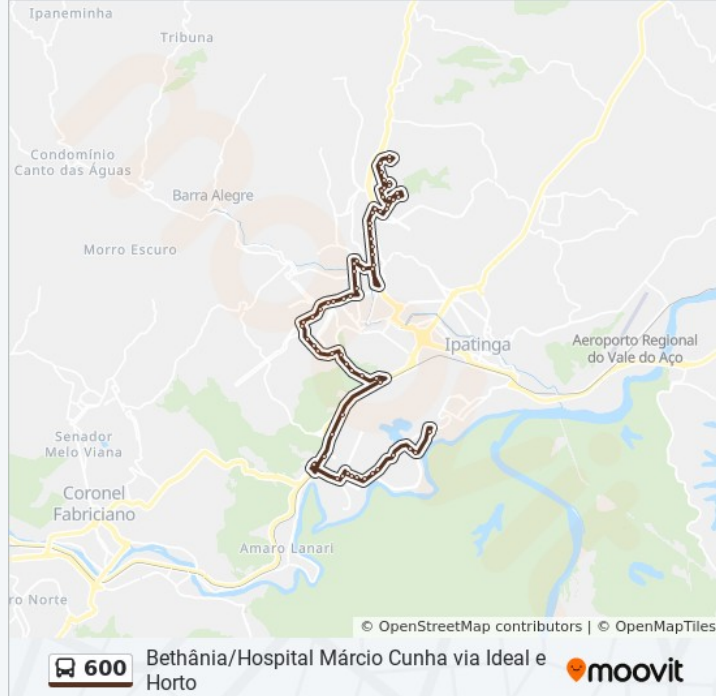 Ipaneminha
Tribuna
Condomínio
Canto das Águas
Barra Alegre
Morro Escuro
Ipatinga
Aeroporto Regional
do Vale do Aço
Senador
Melo Viana
Coronel
Fabriciano
Amaro Lanari
ro Norte
© OpenStreetMap contributors | © OpenMapTiles
600
Bethânia/Hospital Márcio Cunha via Ideal e
Horto
moovit